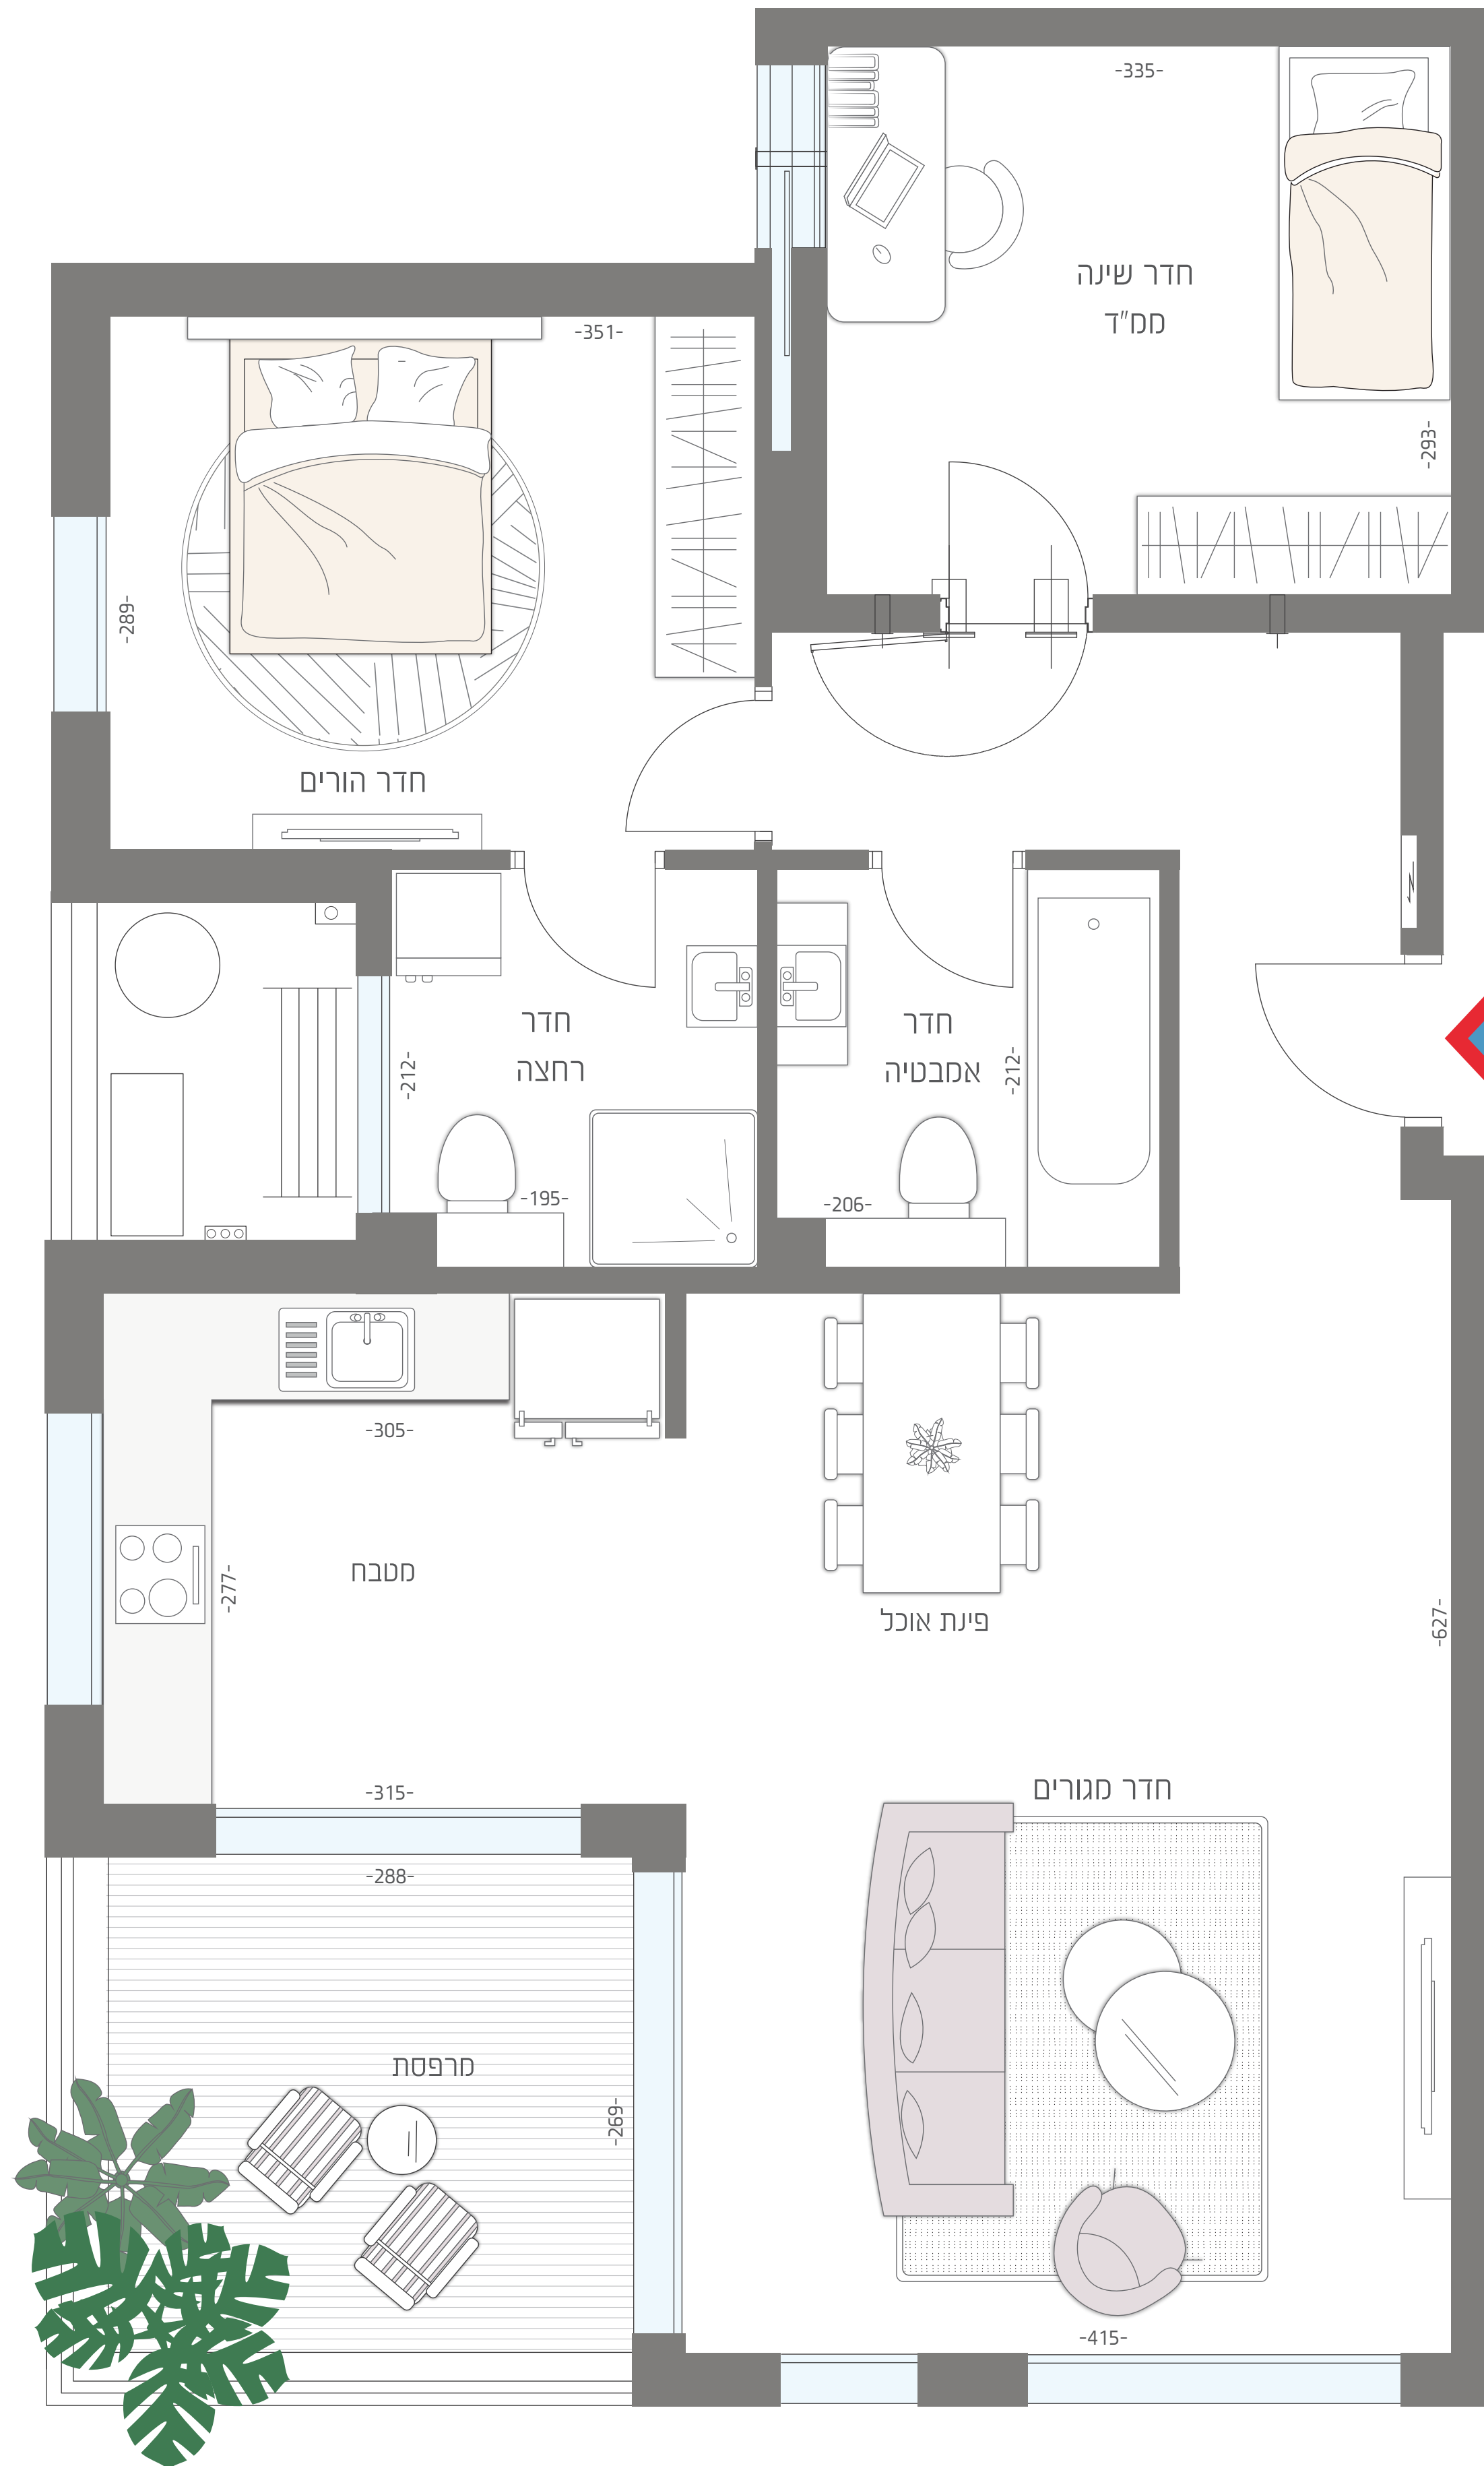 -335-
חדר שינה
ממ"ד
-293-
-351-
-289-
חדר הורים
חדר
רחצה
-212-
-195-
חדר
אמבטיה
-212-
-206-
-305-
מטבח
-277-
-315-
פינת אוכל
-627-
חדר מגורים
-288-
מרפסת
-269-
-415-